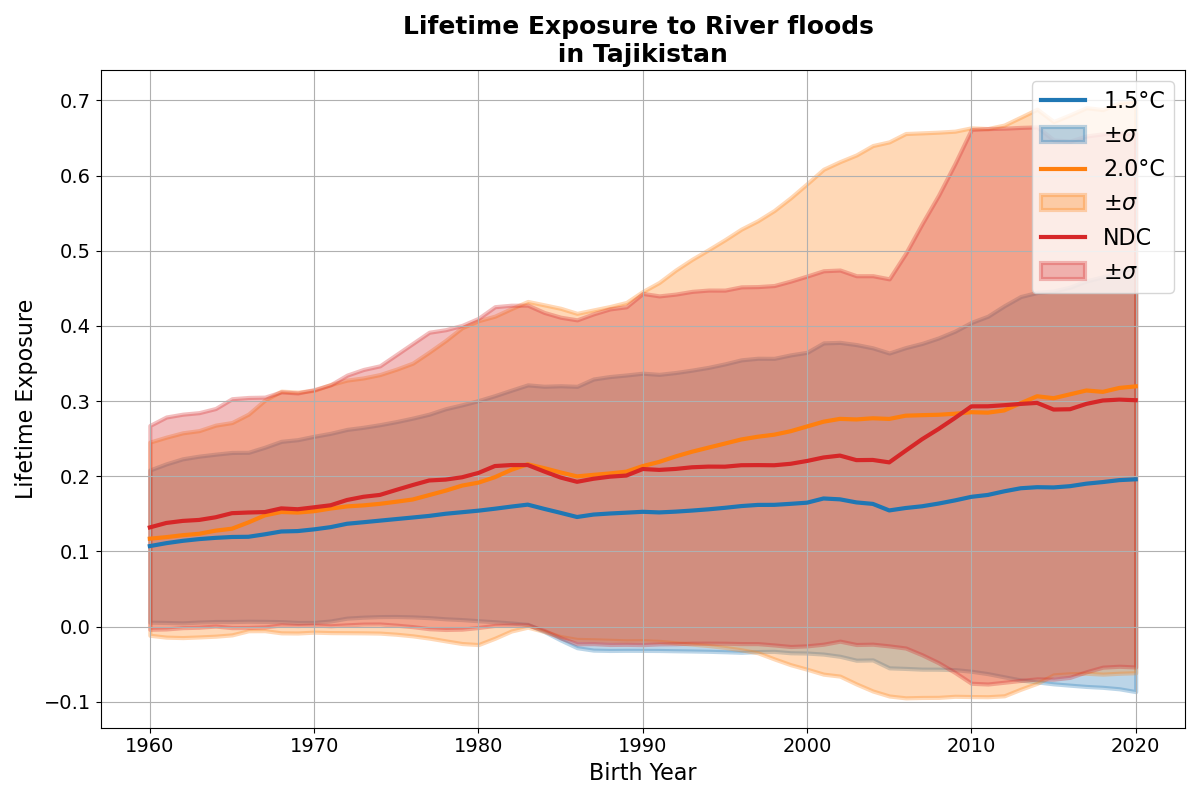 Lifetime Exposure to River floods
in Tajikistan
Lifetime Exposure
0.7
0.6
0.5
0.4
0.3
0.2
0.1
0.0
−0.1
1960
1970
1980
1990
2000
2010
2020
Birth Year
1.5°C
±σ
2.0°C
±σ
NDC
±σ